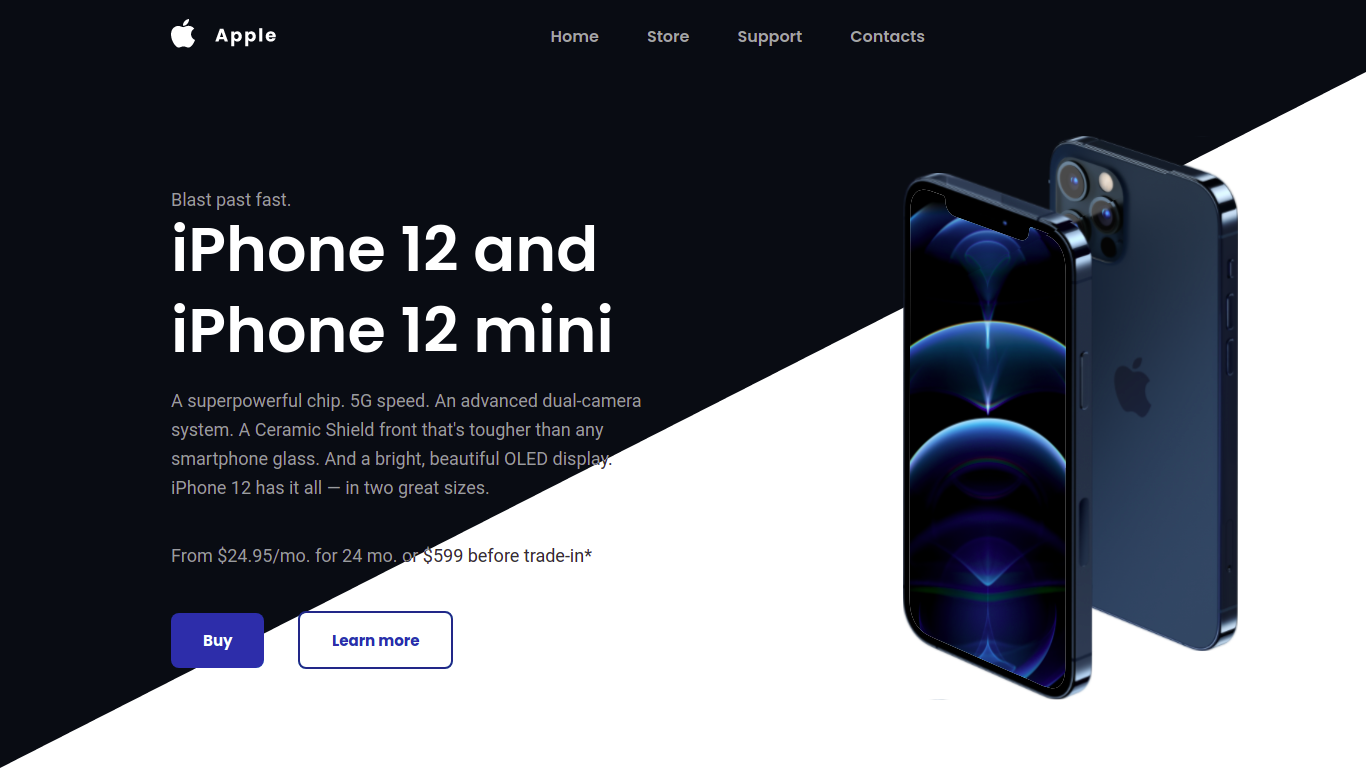 Apple
Home
Store
Support
Contacts
Blast past fast.
iPhone 12 and
iPhone 12 mini
A superpowerful chip. 5G speed. An advanced dual-camera
system. A Ceramic Shield front that's tougher than any
smartphone glass. And a bright, beautiful OLED display.
iPhone 12 has it all — in two great sizes.
From $24.95/mo. for 24 mo. or $599 before trade-in*
Buy
Learn more